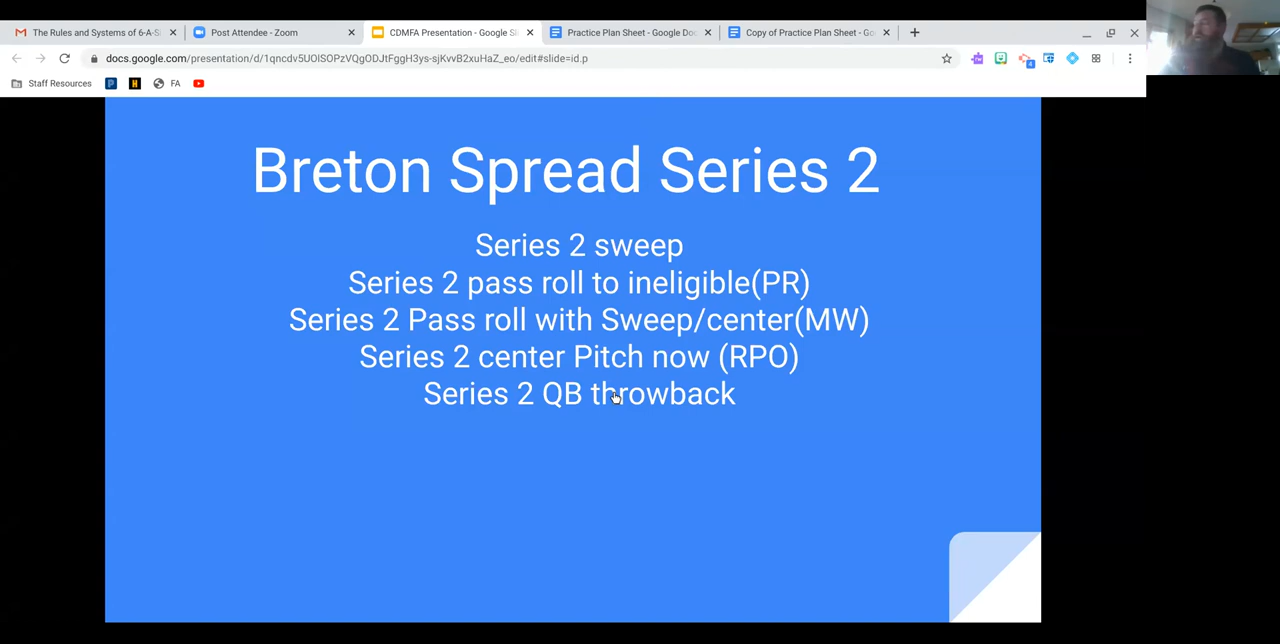 The Rules and Systems of 6-A-Si
Post Attendee - Zoom
CDMFA Presentation - Google Sl
Practice Plan Sheet - Google Doc
Copy of Practice Plan Sheet - Go
docs.google.com/presentation/d/1qncdv5UOlSOPzVQgODJtFggH3ys-sjKvvB2xuHaZ_eo/edit#slide=id.p
Staff Resources
FA
Breton Spread Series 2
Series 2 sweep
Series 2 pass roll to ineligible(PR)
Series 2 Pass roll with Sweep/center(MW)
Series 2 center Pitch now (RPO)
Series 2 QB throwback